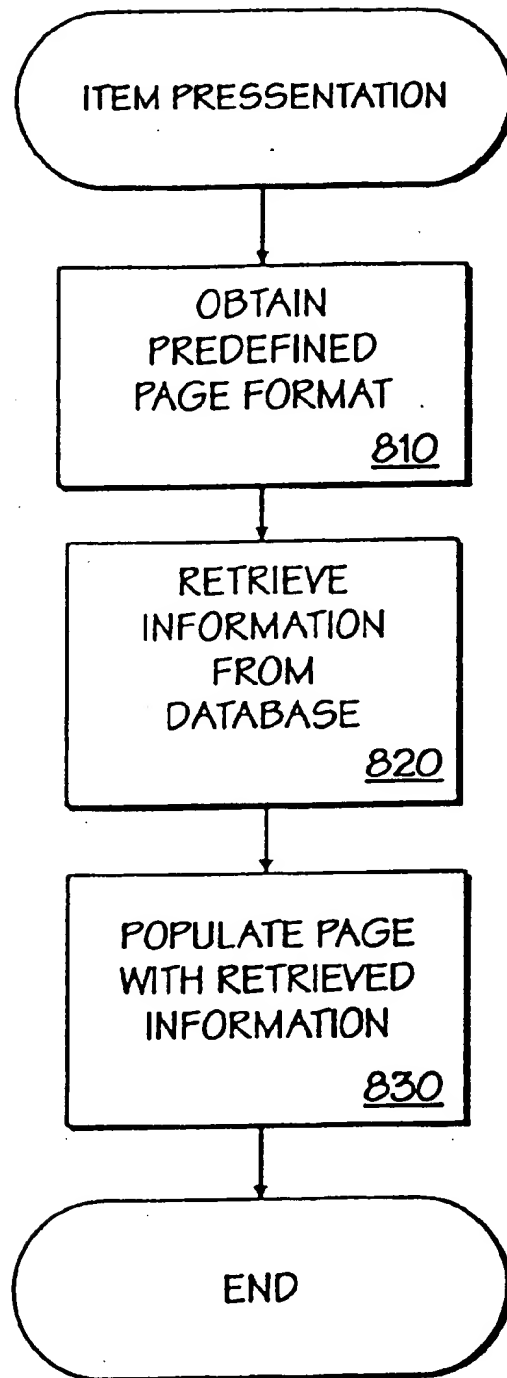 ITEM PRESSENTATION
OBTAIN
PREDEFINED
PAGE FORMAT
810
RETRIEVE
INFORMATION
FROM
DATABASE
820
POPULATE PAGE
WITH RETRIEVED
INFORMATION
830
END